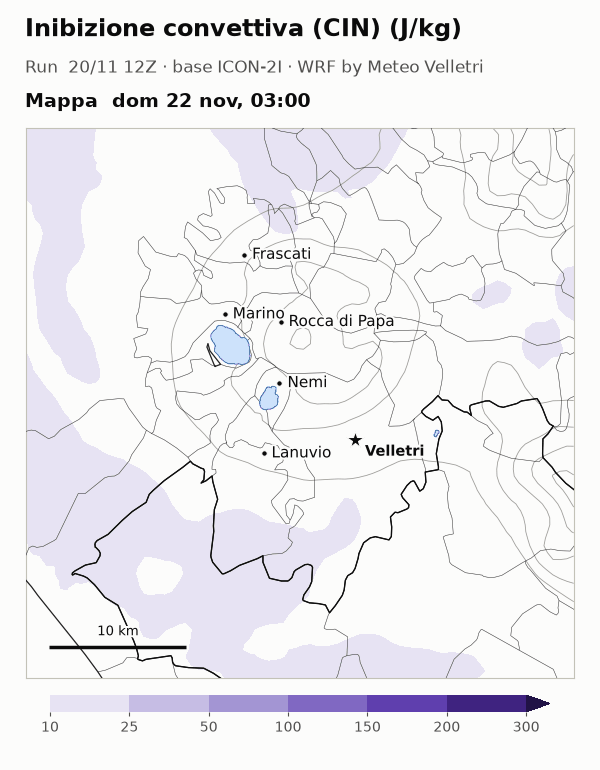 Inibizione convettiva (CIN) (J/kg)
Run 20/11 12Z · base ICON-2I · WRF by Meteo Velletri
Mappa dom 22 nov, 03:00
Frascati
Marino
Rocca di Papa
Nemi
Velletri
Lanuvio
10 km
10 25 50 100 150 200 300